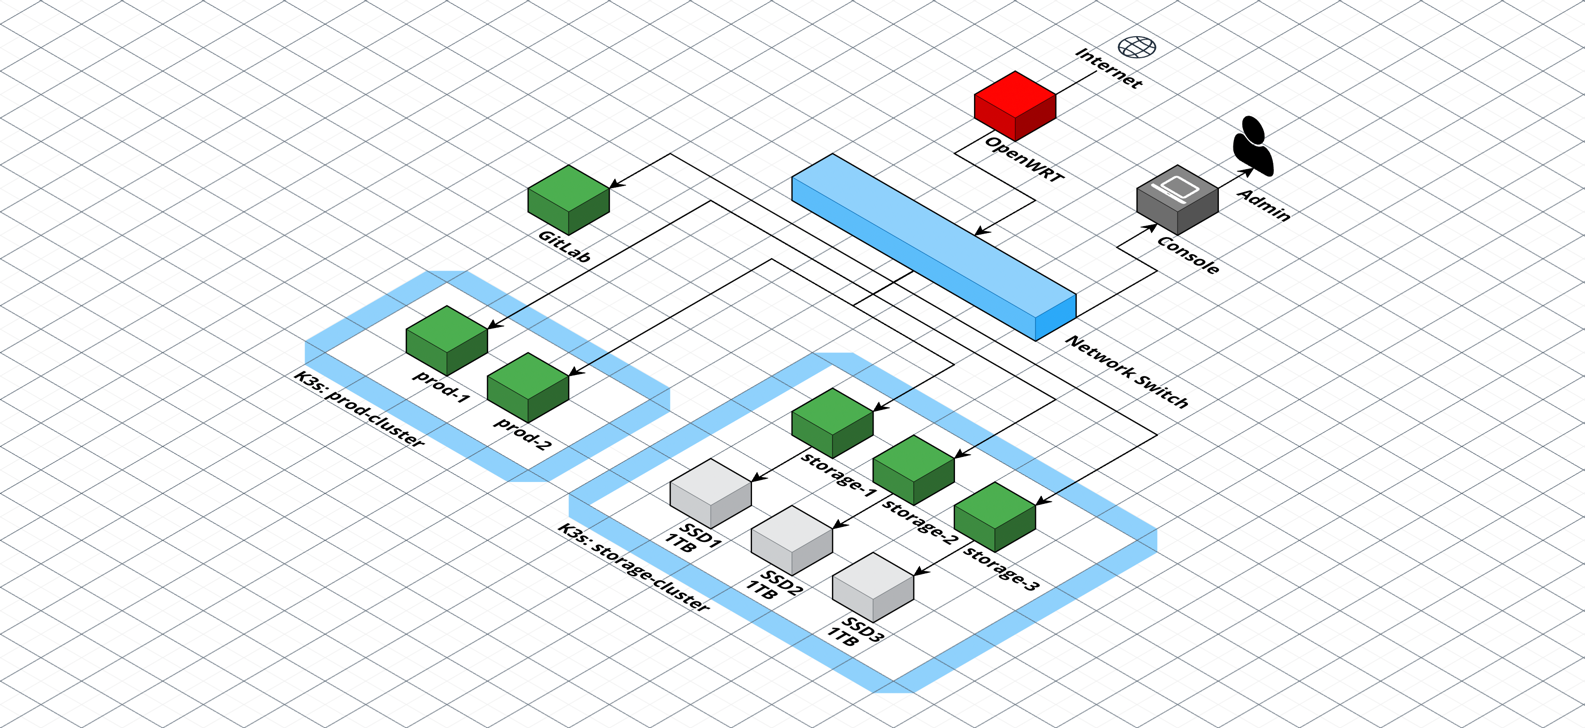 Internet
OpenWRT
Admin
Console
GitLab
Network Switch
prod-1
prod-2
K3s: prod-cluster
storage-1
storage-2
storage-3
SSD1
1TB
SSD2
1TB
SSD3
1TB
K3s: storage-cluster